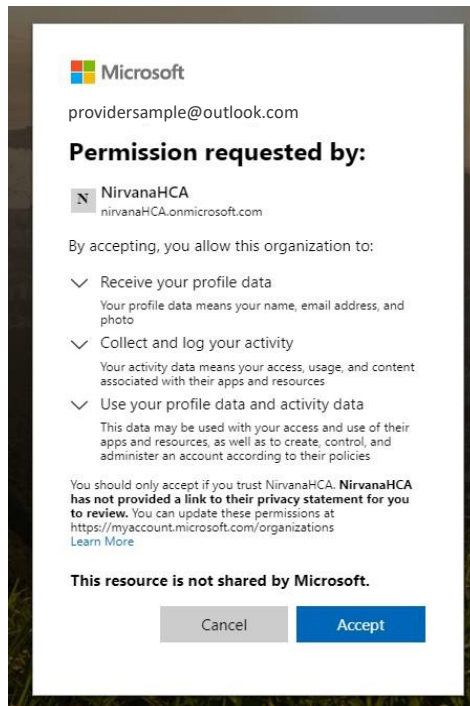 Microsoft
providersample@outlook.com
Permission requested by:
N
NirvanaHCA
nirvanaHCA.onmicrosoft.com
By accepting, you allow this organization to:
Receive your profile data
Your profile data means your name, email address, and
photo
Collect and log your activity
Your activity data means your access, usage, and content
associated with their apps and resources
Use your profile data and activity data
This data may be used with your access and use of their
apps and resources, as well as to create, control, and
administer an account according to their policies
You should only accept if you trust NirvanaHCA. NirvanaHCA
has not provided a link to their privacy statement for you
to review. You can update these permissions at
https://myaccount.microsoft.com/organizations
Learn More
This resource is not shared by Microsoft.
Cancel Accept